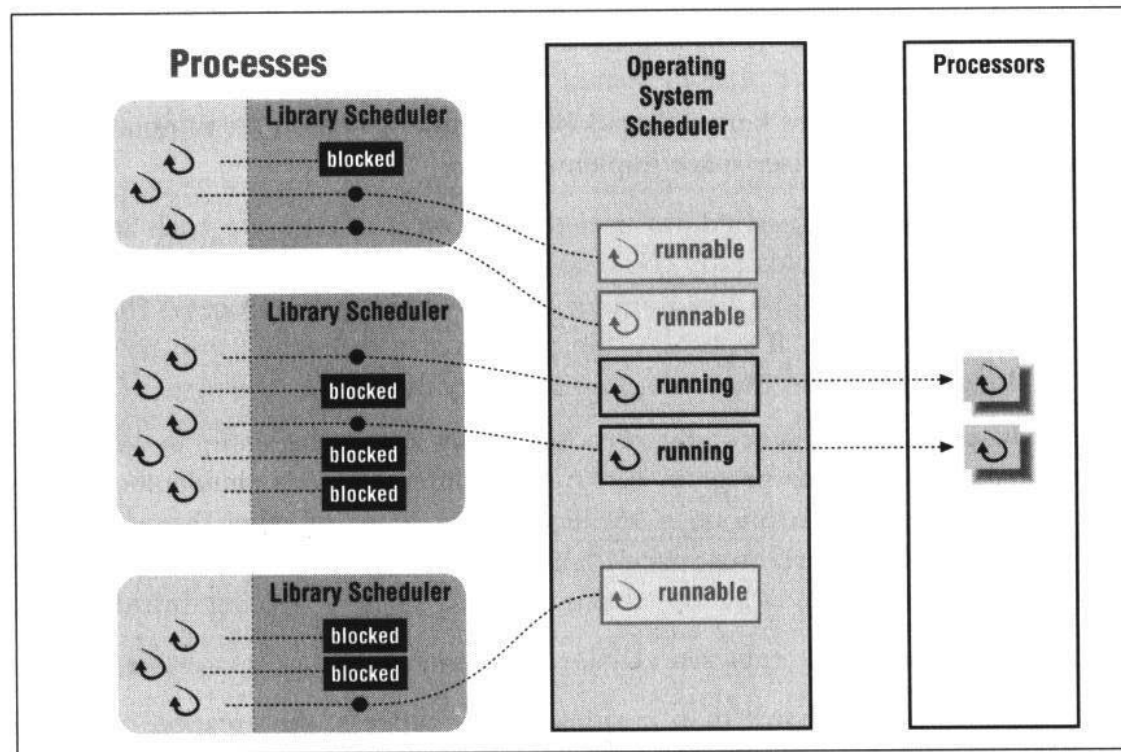 Processes
Library Scheduler
blocked
Library Scheduler
blocked
blocked
blocked
Library Scheduler
blocked
blocked
Operating
System
Scheduler
runnable
runnable
running
running
runnable
Processors